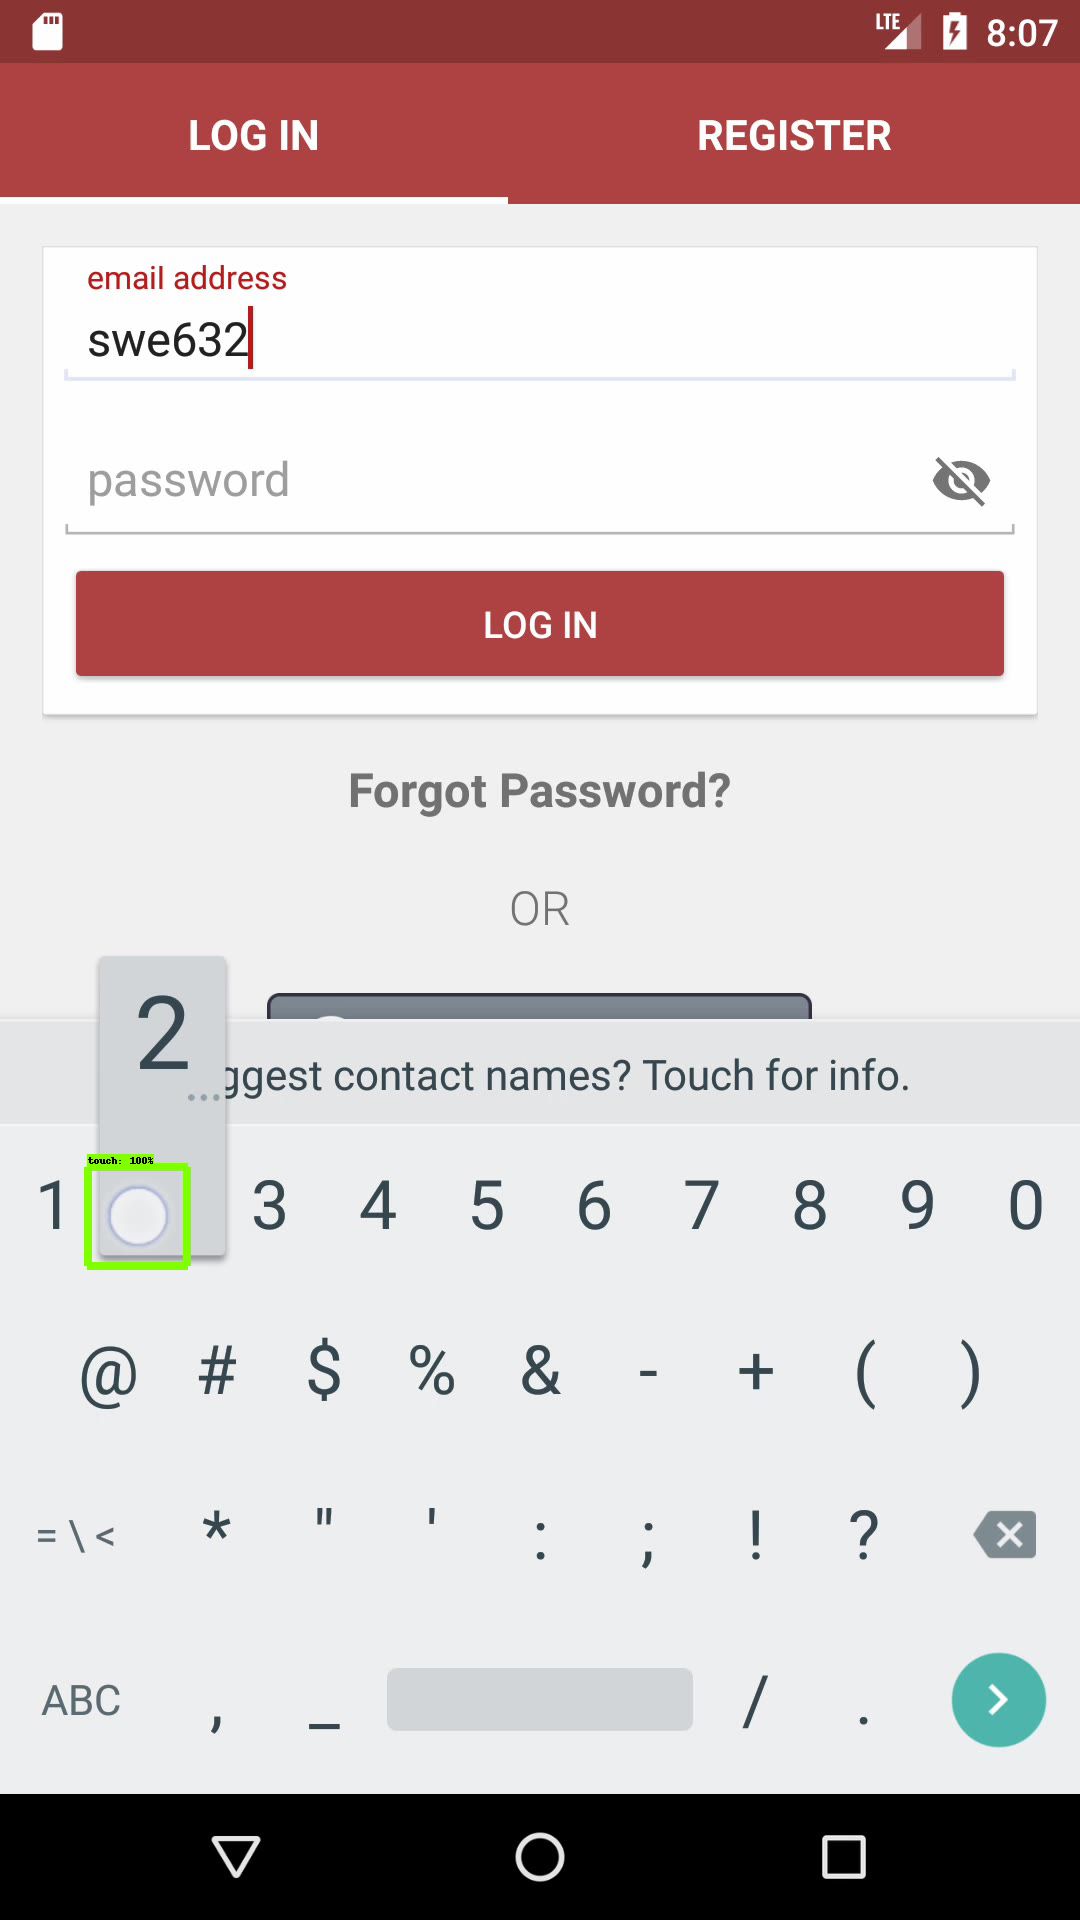 LTE 8:07
LOG IN REGISTER
email address
swe632
password
LOG IN
Forgot Password?
OR
2
...ggest contact names? Touch for info.
touch: 100%
1 3 4 5 6 7 8 9 0
@ # $ % & - + ( )
= \ < * " ' : ; ! ?
ABC , _ / .